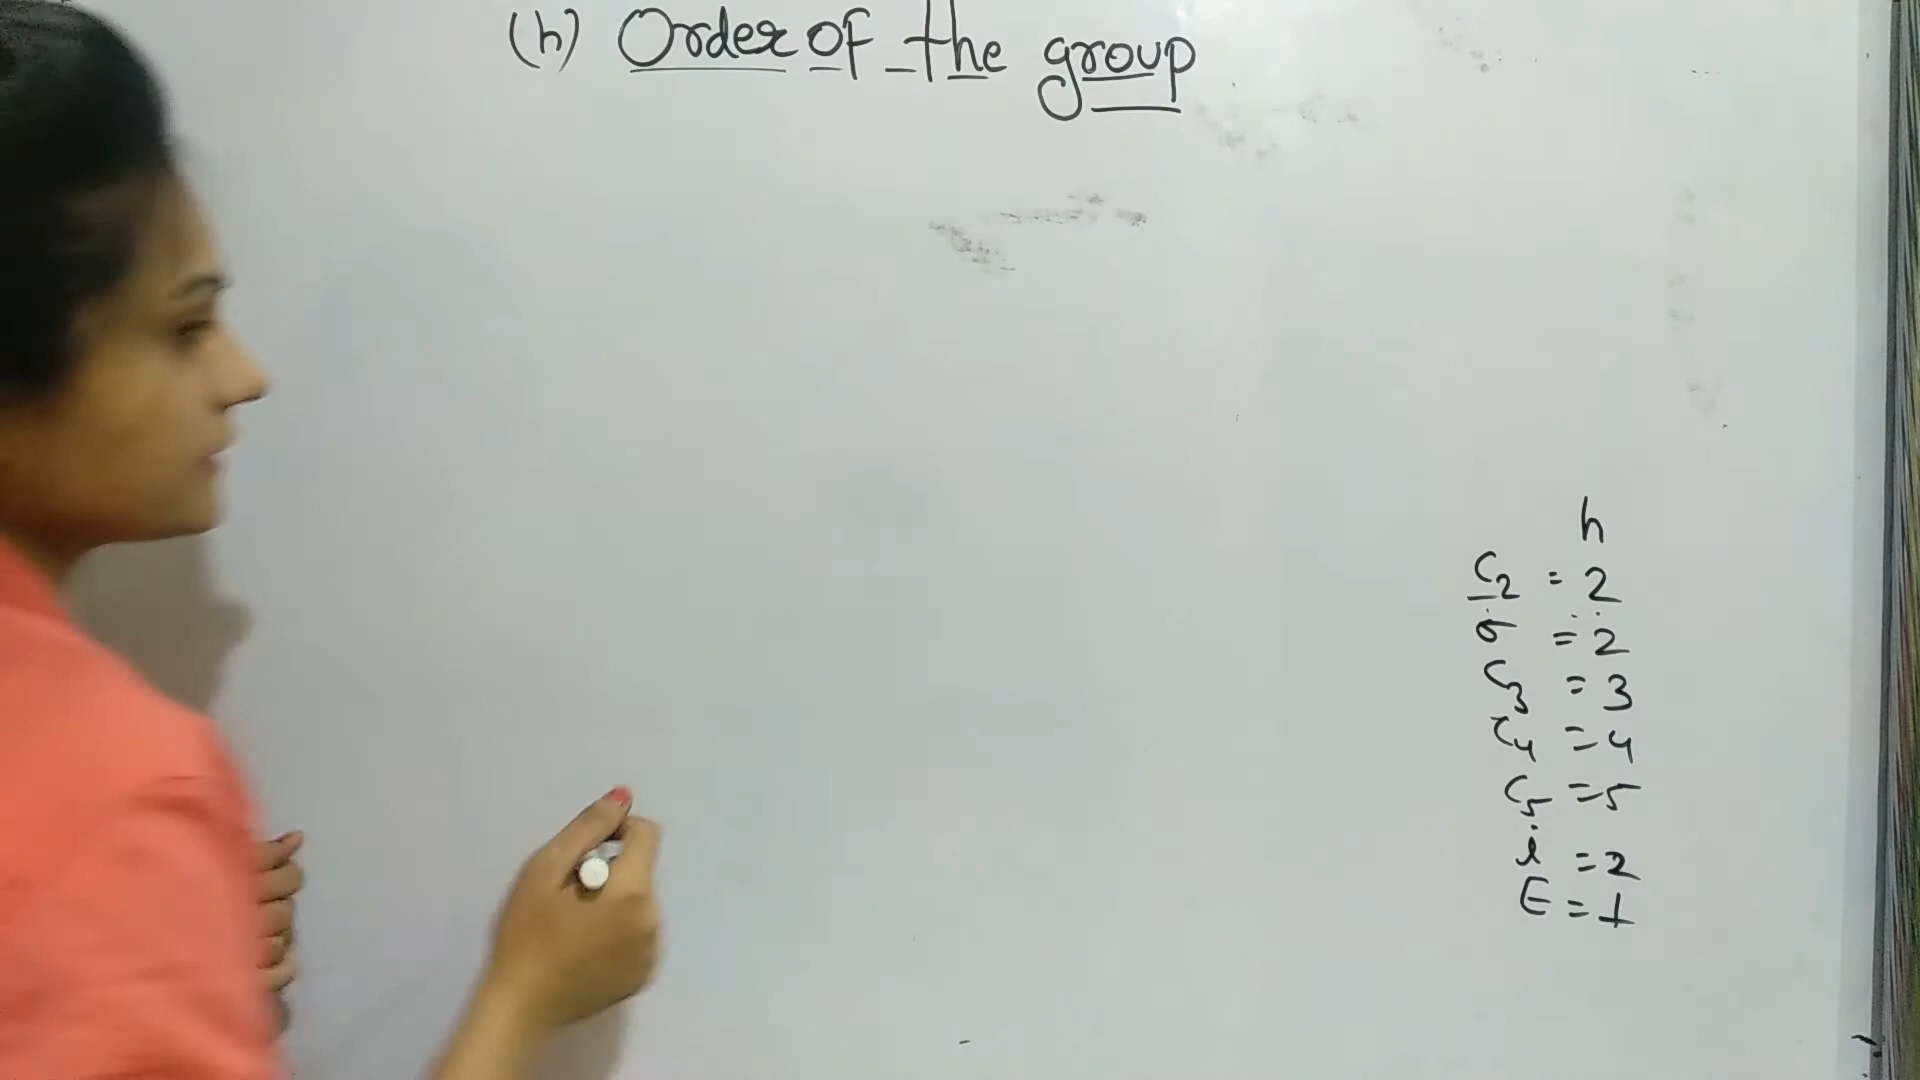 (h) Order of the group
h
C₂ = 2
σ = 2
C₃ = 3
C₄ = 4
C₅ = 5
i = 2
E = 1